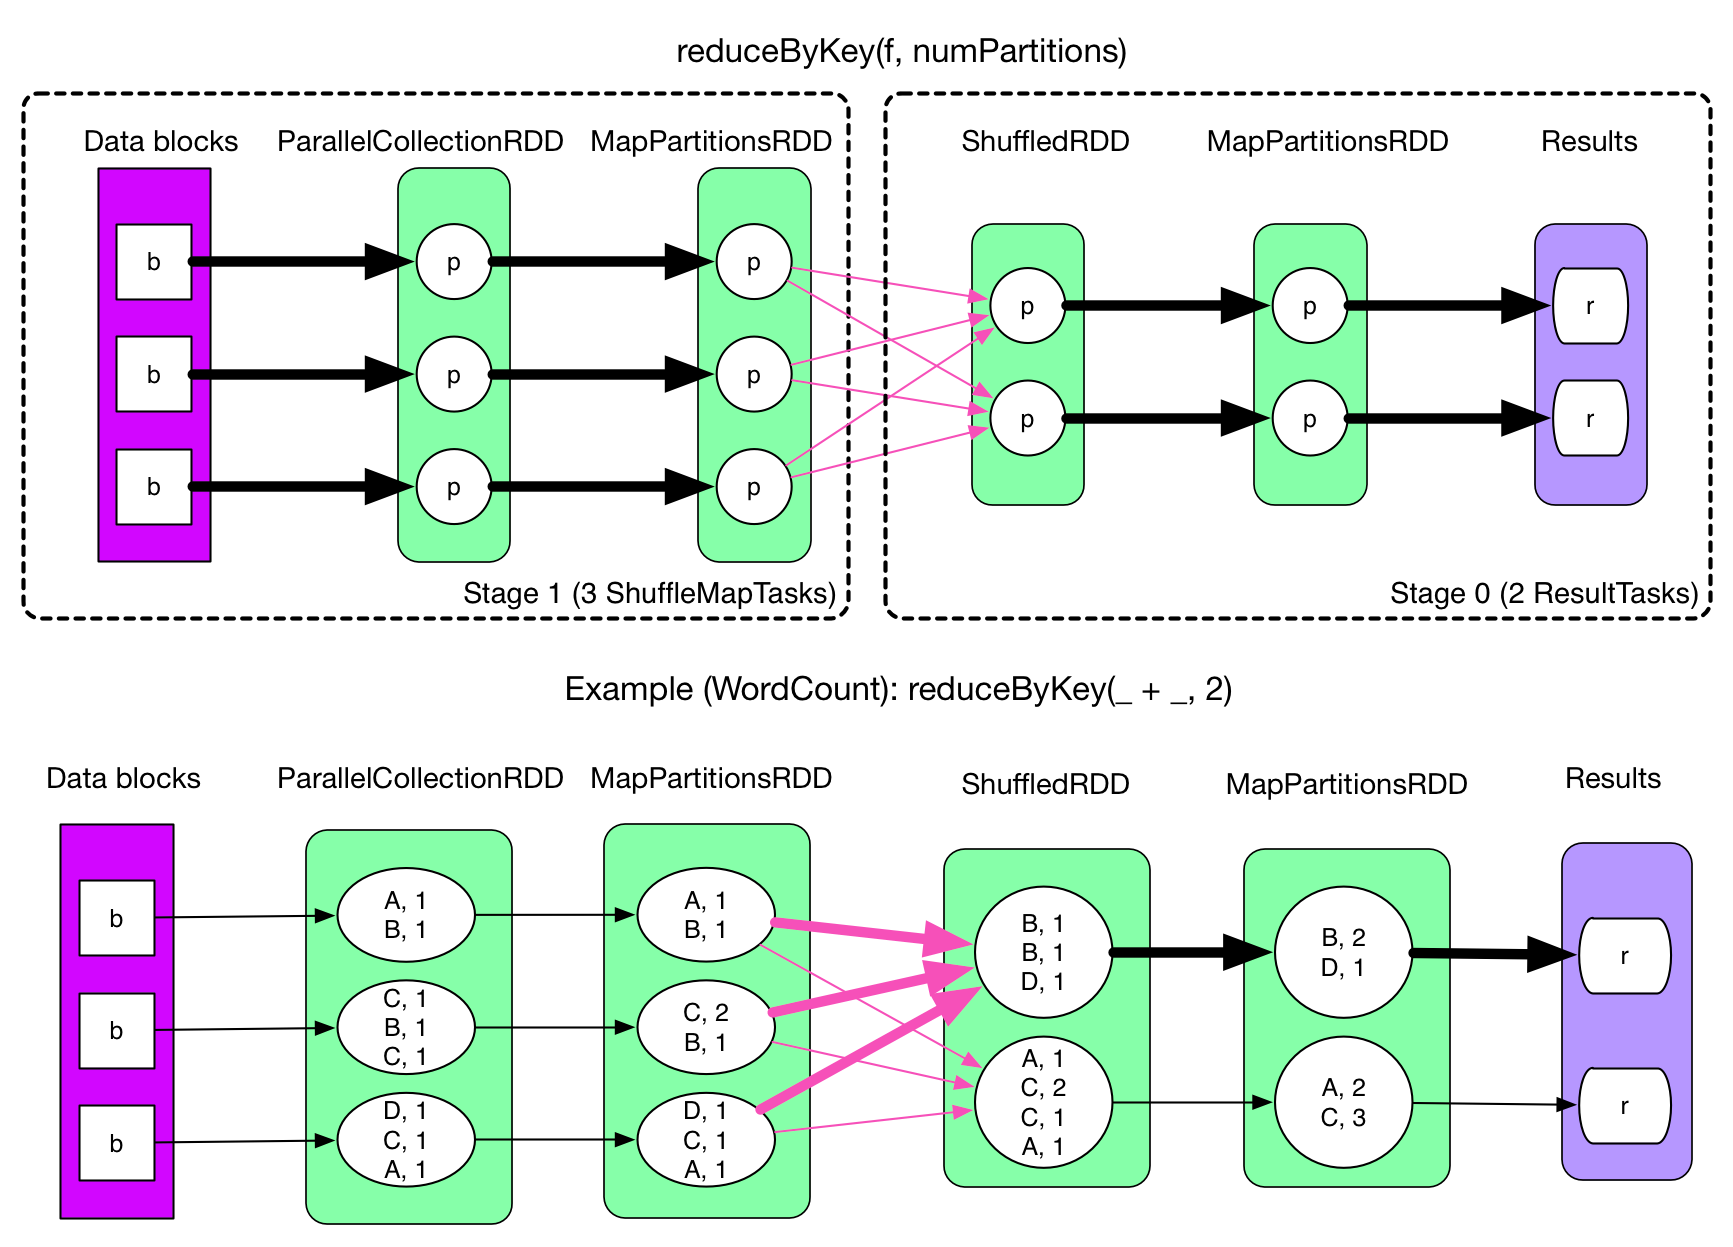 reduceByKey(f, numPartitions)
Data blocks
ParallelCollectionRDD
MapPartitionsRDD
ShuffledRDD
MapPartitionsRDD
Results
b
p
p
p
p
r
b
p
p
p
p
r
b
p
p
Stage 1 (3 ShuffleMapTasks)
Stage 0 (2 ResultTasks)
Example (WordCount): reduceByKey(_ + _, 2)
Data blocks
ParallelCollectionRDD
MapPartitionsRDD
ShuffledRDD
MapPartitionsRDD
Results
b
A, 1
B, 1
A, 1
B, 1
B, 1
B, 1
D, 1
B, 2
D, 1
r
b
C, 1
B, 1
C, 1
C, 2
B, 1
A, 1
C, 2
C, 1
A, 1
A, 2
C, 3
r
b
D, 1
C, 1
A, 1
D, 1
C, 1
A, 1